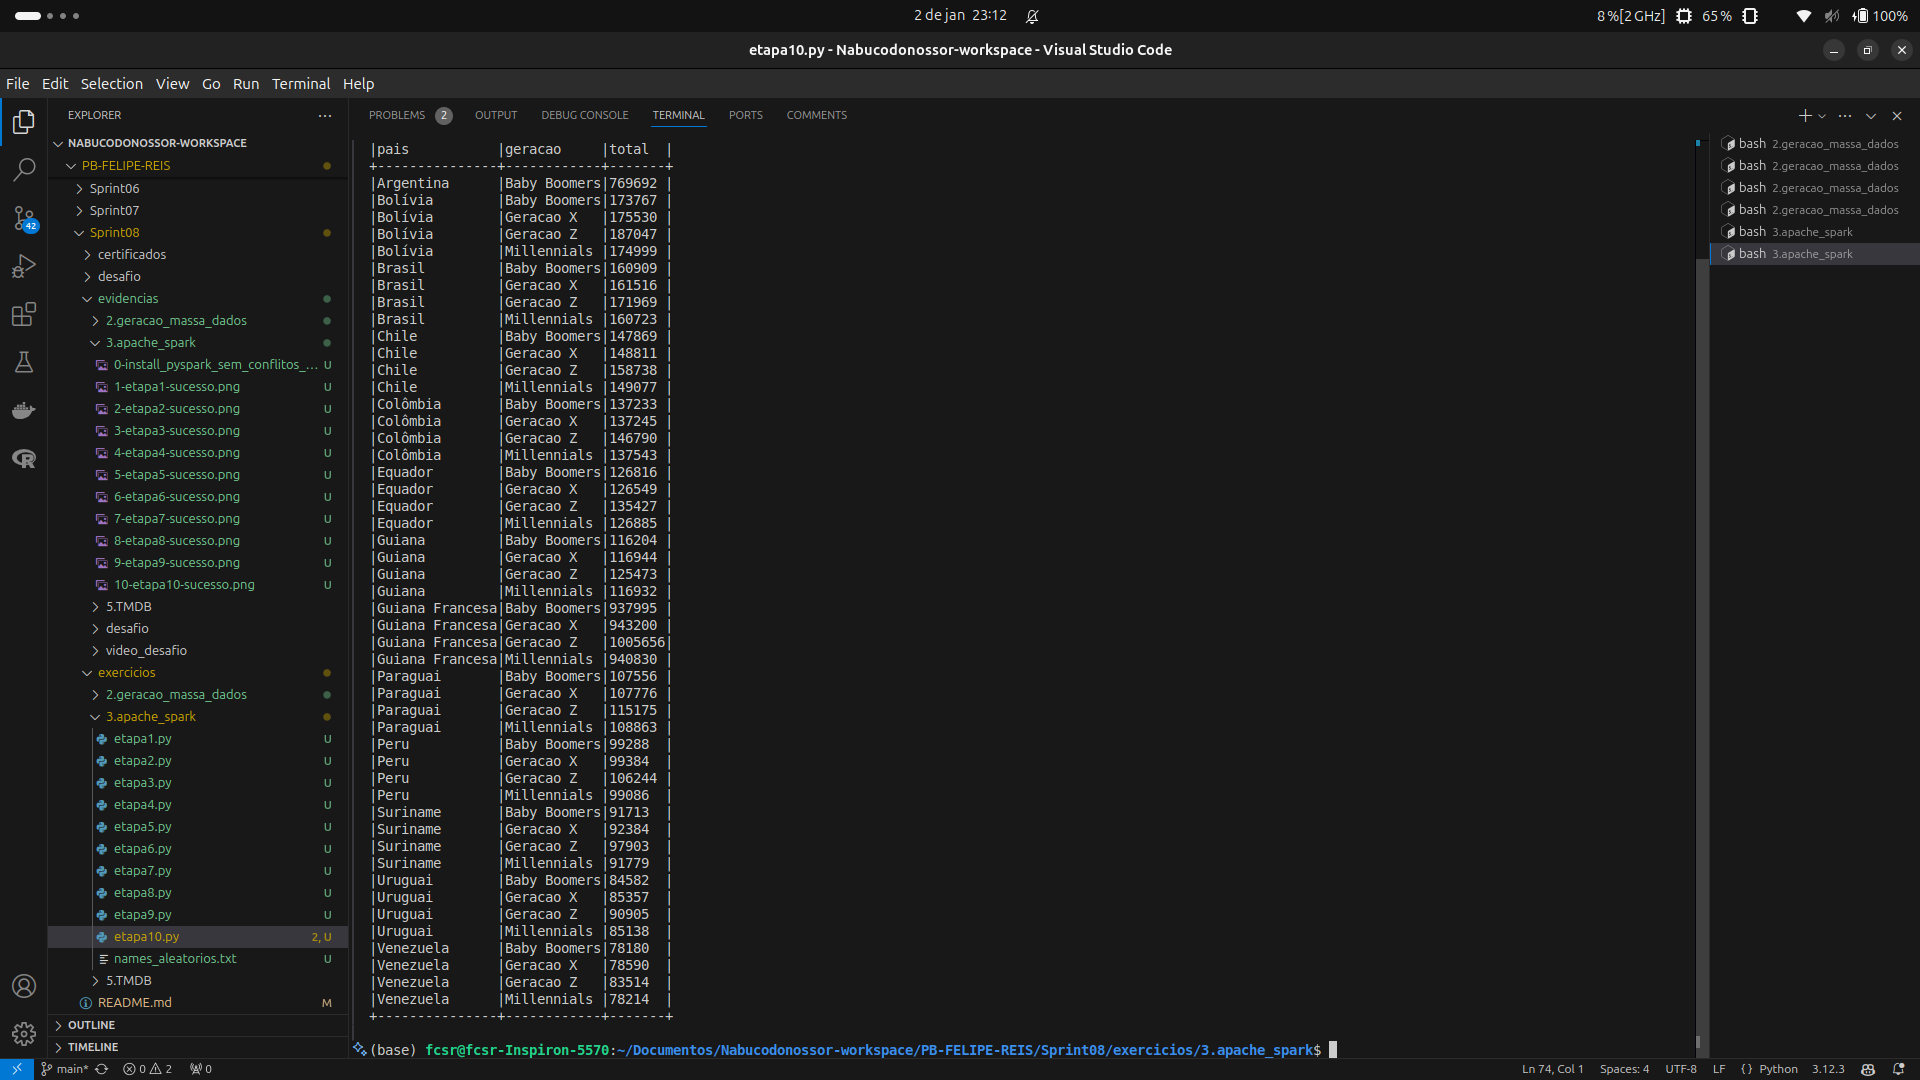 2 de jan 23:12
8 %[2 GHz] 65 % 100%
etapa10.py - Nabucodonossor-workspace - Visual Studio Code
File Edit Selection View Go Run Terminal Help
EXPLORER
NABUCODONOSSOR-WORKSPACE
PB-FELIPE-REIS
Sprint06
Sprint07
Sprint08
certificados
desafio
evidencias
2.geracao_massa_dados
3.apache_spark
0-install_pyspark_sem_conflitos_... U
1-etapa1-sucesso.png U
2-etapa2-sucesso.png U
3-etapa3-sucesso.png U
4-etapa4-sucesso.png U
5-etapa5-sucesso.png U
6-etapa6-sucesso.png U
7-etapa7-sucesso.png U
8-etapa8-sucesso.png U
9-etapa9-sucesso.png U
10-etapa10-sucesso.png U
5.TMDB
desafio
video_desafio
exercicios
2.geracao_massa_dados
3.apache_spark
etapa1.py U
etapa2.py U
etapa3.py U
etapa4.py U
etapa5.py U
etapa6.py U
etapa7.py U
etapa8.py U
etapa9.py U
etapa10.py 2, U
names_aleatorios.txt U
5.TMDB
README.md M
OUTLINE
TIMELINE
42
PROBLEMS 2 OUTPUT DEBUG CONSOLE TERMINAL PORTS COMMENTS
|pais           |geracao     |total  |
+---------------+------------+-------+
|Argentina      |Baby Boomers|769692 |
|Bolívia        |Baby Boomers|173767 |
|Bolívia        |Geracao X   |175530 |
|Bolívia        |Geracao Z   |187047 |
|Bolívia        |Millennials |174999 |
|Brasil         |Baby Boomers|160909 |
|Brasil         |Geracao X   |161516 |
|Brasil         |Geracao Z   |171969 |
|Brasil         |Millennials |160723 |
|Chile          |Baby Boomers|147869 |
|Chile          |Geracao X   |148811 |
|Chile          |Geracao Z   |158738 |
|Chile          |Millennials |149077 |
|Colômbia       |Baby Boomers|137233 |
|Colômbia       |Geracao X   |137245 |
|Colômbia       |Geracao Z   |146790 |
|Colômbia       |Millennials |137543 |
|Equador        |Baby Boomers|126816 |
|Equador        |Geracao X   |126549 |
|Equador        |Geracao Z   |135427 |
|Equador        |Millennials |126885 |
|Guiana         |Baby Boomers|116204 |
|Guiana         |Geracao X   |116944 |
|Guiana         |Geracao Z   |125473 |
|Guiana         |Millennials |116932 |
|Guiana Francesa|Baby Boomers|937995 |
|Guiana Francesa|Geracao X   |943200 |
|Guiana Francesa|Geracao Z   |1005656|
|Guiana Francesa|Millennials |940830 |
|Paraguai       |Baby Boomers|107556 |
|Paraguai       |Geracao X   |107776 |
|Paraguai       |Geracao Z   |115175 |
|Paraguai       |Millennials |108863 |
|Peru           |Baby Boomers|99288  |
|Peru           |Geracao X   |99384  |
|Peru           |Geracao Z   |106244 |
|Peru           |Millennials |99086  |
|Suriname       |Baby Boomers|91713  |
|Suriname       |Geracao X   |92384  |
|Suriname       |Geracao Z   |97903  |
|Suriname       |Millennials |91779  |
|Uruguai        |Baby Boomers|84582  |
|Uruguai        |Geracao X   |85357  |
|Uruguai        |Geracao Z   |90905  |
|Uruguai        |Millennials |85138  |
|Venezuela      |Baby Boomers|78180  |
|Venezuela      |Geracao X   |78590  |
|Venezuela      |Geracao Z   |83514  |
|Venezuela      |Millennials |78214  |
+---------------+------------+-------+
(base) fcsr@fcsr-Inspiron-5570:~/Documentos/Nabucodonossor-workspace/PB-FELIPE-REIS/Sprint08/exercicios/3.apache_spark$
bash 2.geracao_massa_dados
bash 2.geracao_massa_dados
bash 2.geracao_massa_dados
bash 2.geracao_massa_dados
bash 3.apache_spark
bash 3.apache_spark
main* 0 2 0
Ln 74, Col 1 Spaces: 4 UTF-8 LF { } Python 3.12.3